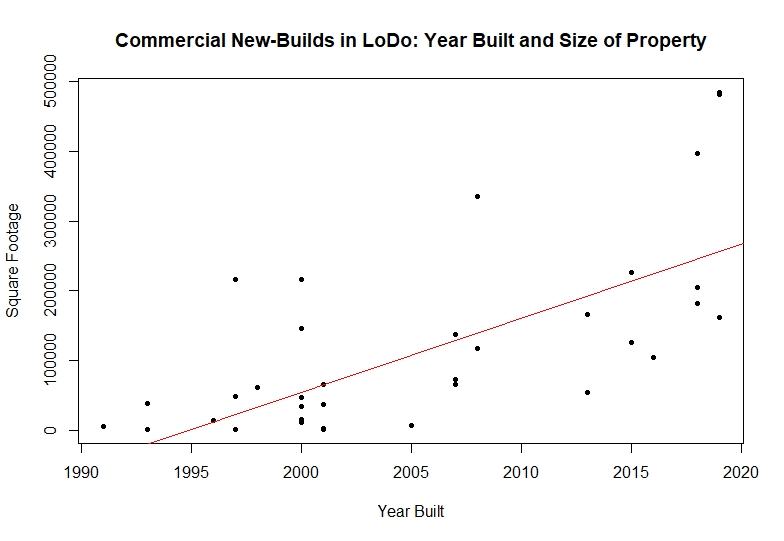 Commercial New-Builds in LoDo: Year Built and Size of Property
500000
400000
300000
200000
100000
0
Square Footage
1990 1995 2000 2005 2010 2015 2020
Year Built